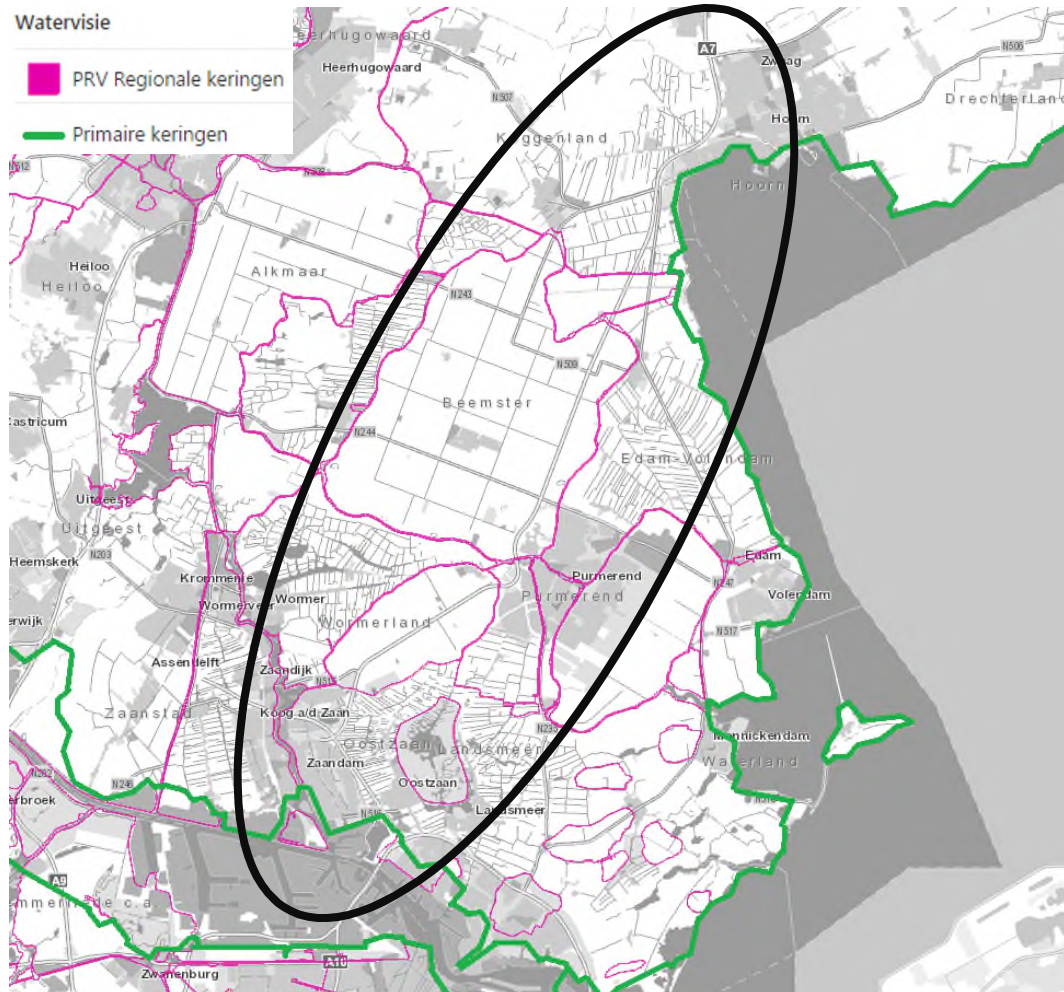 Watervisie
PRV Regionale keringen
Primaire keringen
Heerhugowaard
A7
Zwaag
N506
N507
Drechterland
Koggenland
Hoorn
Hoorn
Heiloo
Heiloo
Alkmaar
N243
N509
Beemster
Castricum
N244
Edam-Volendam
Uitgeest
Uitgeest
N203
Heemskerk
Krommenie
Purmerend
Edam
Wormer
Purmerend
N247
Volendam
Wormerveer
Wormerland
N517
Assendelft
Zaandijk
Zaanstad
Koog a/d Zaan
N235
Monnickendam
Oostzaan
Landsmeer
Waterland
Zaandam
Oostzaan
N246
Landsmeer
N516
A9
A10
Zwanenburg